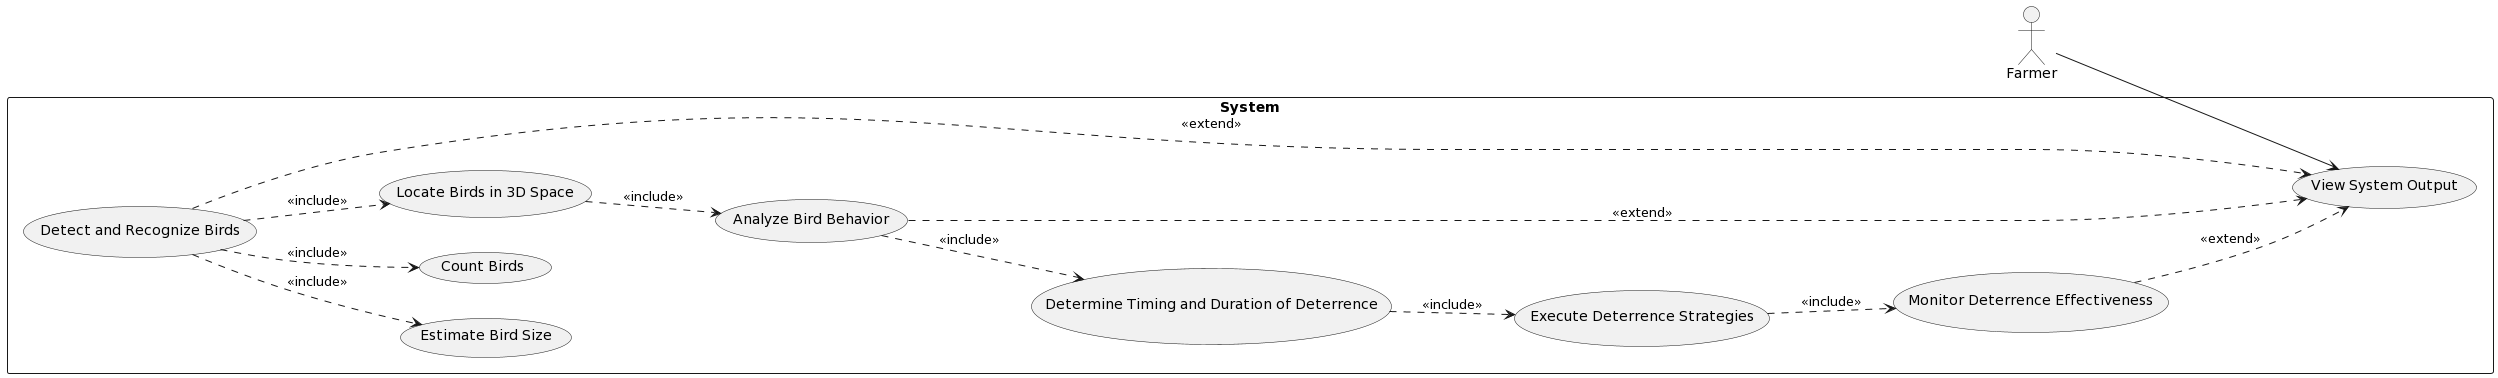 Farmer
System
«extend»
Locate Birds in 3D Space
«include»
View System Output
«include»
Analyze Bird Behavior
«extend»
Detect and Recognize Birds
«include»
«extend»
«include»
Count Birds
Monitor Deterrence Effectiveness
«include»
Determine Timing and Duration of Deterrence
«include»
«include»
Execute Deterrence Strategies
Estimate Bird Size